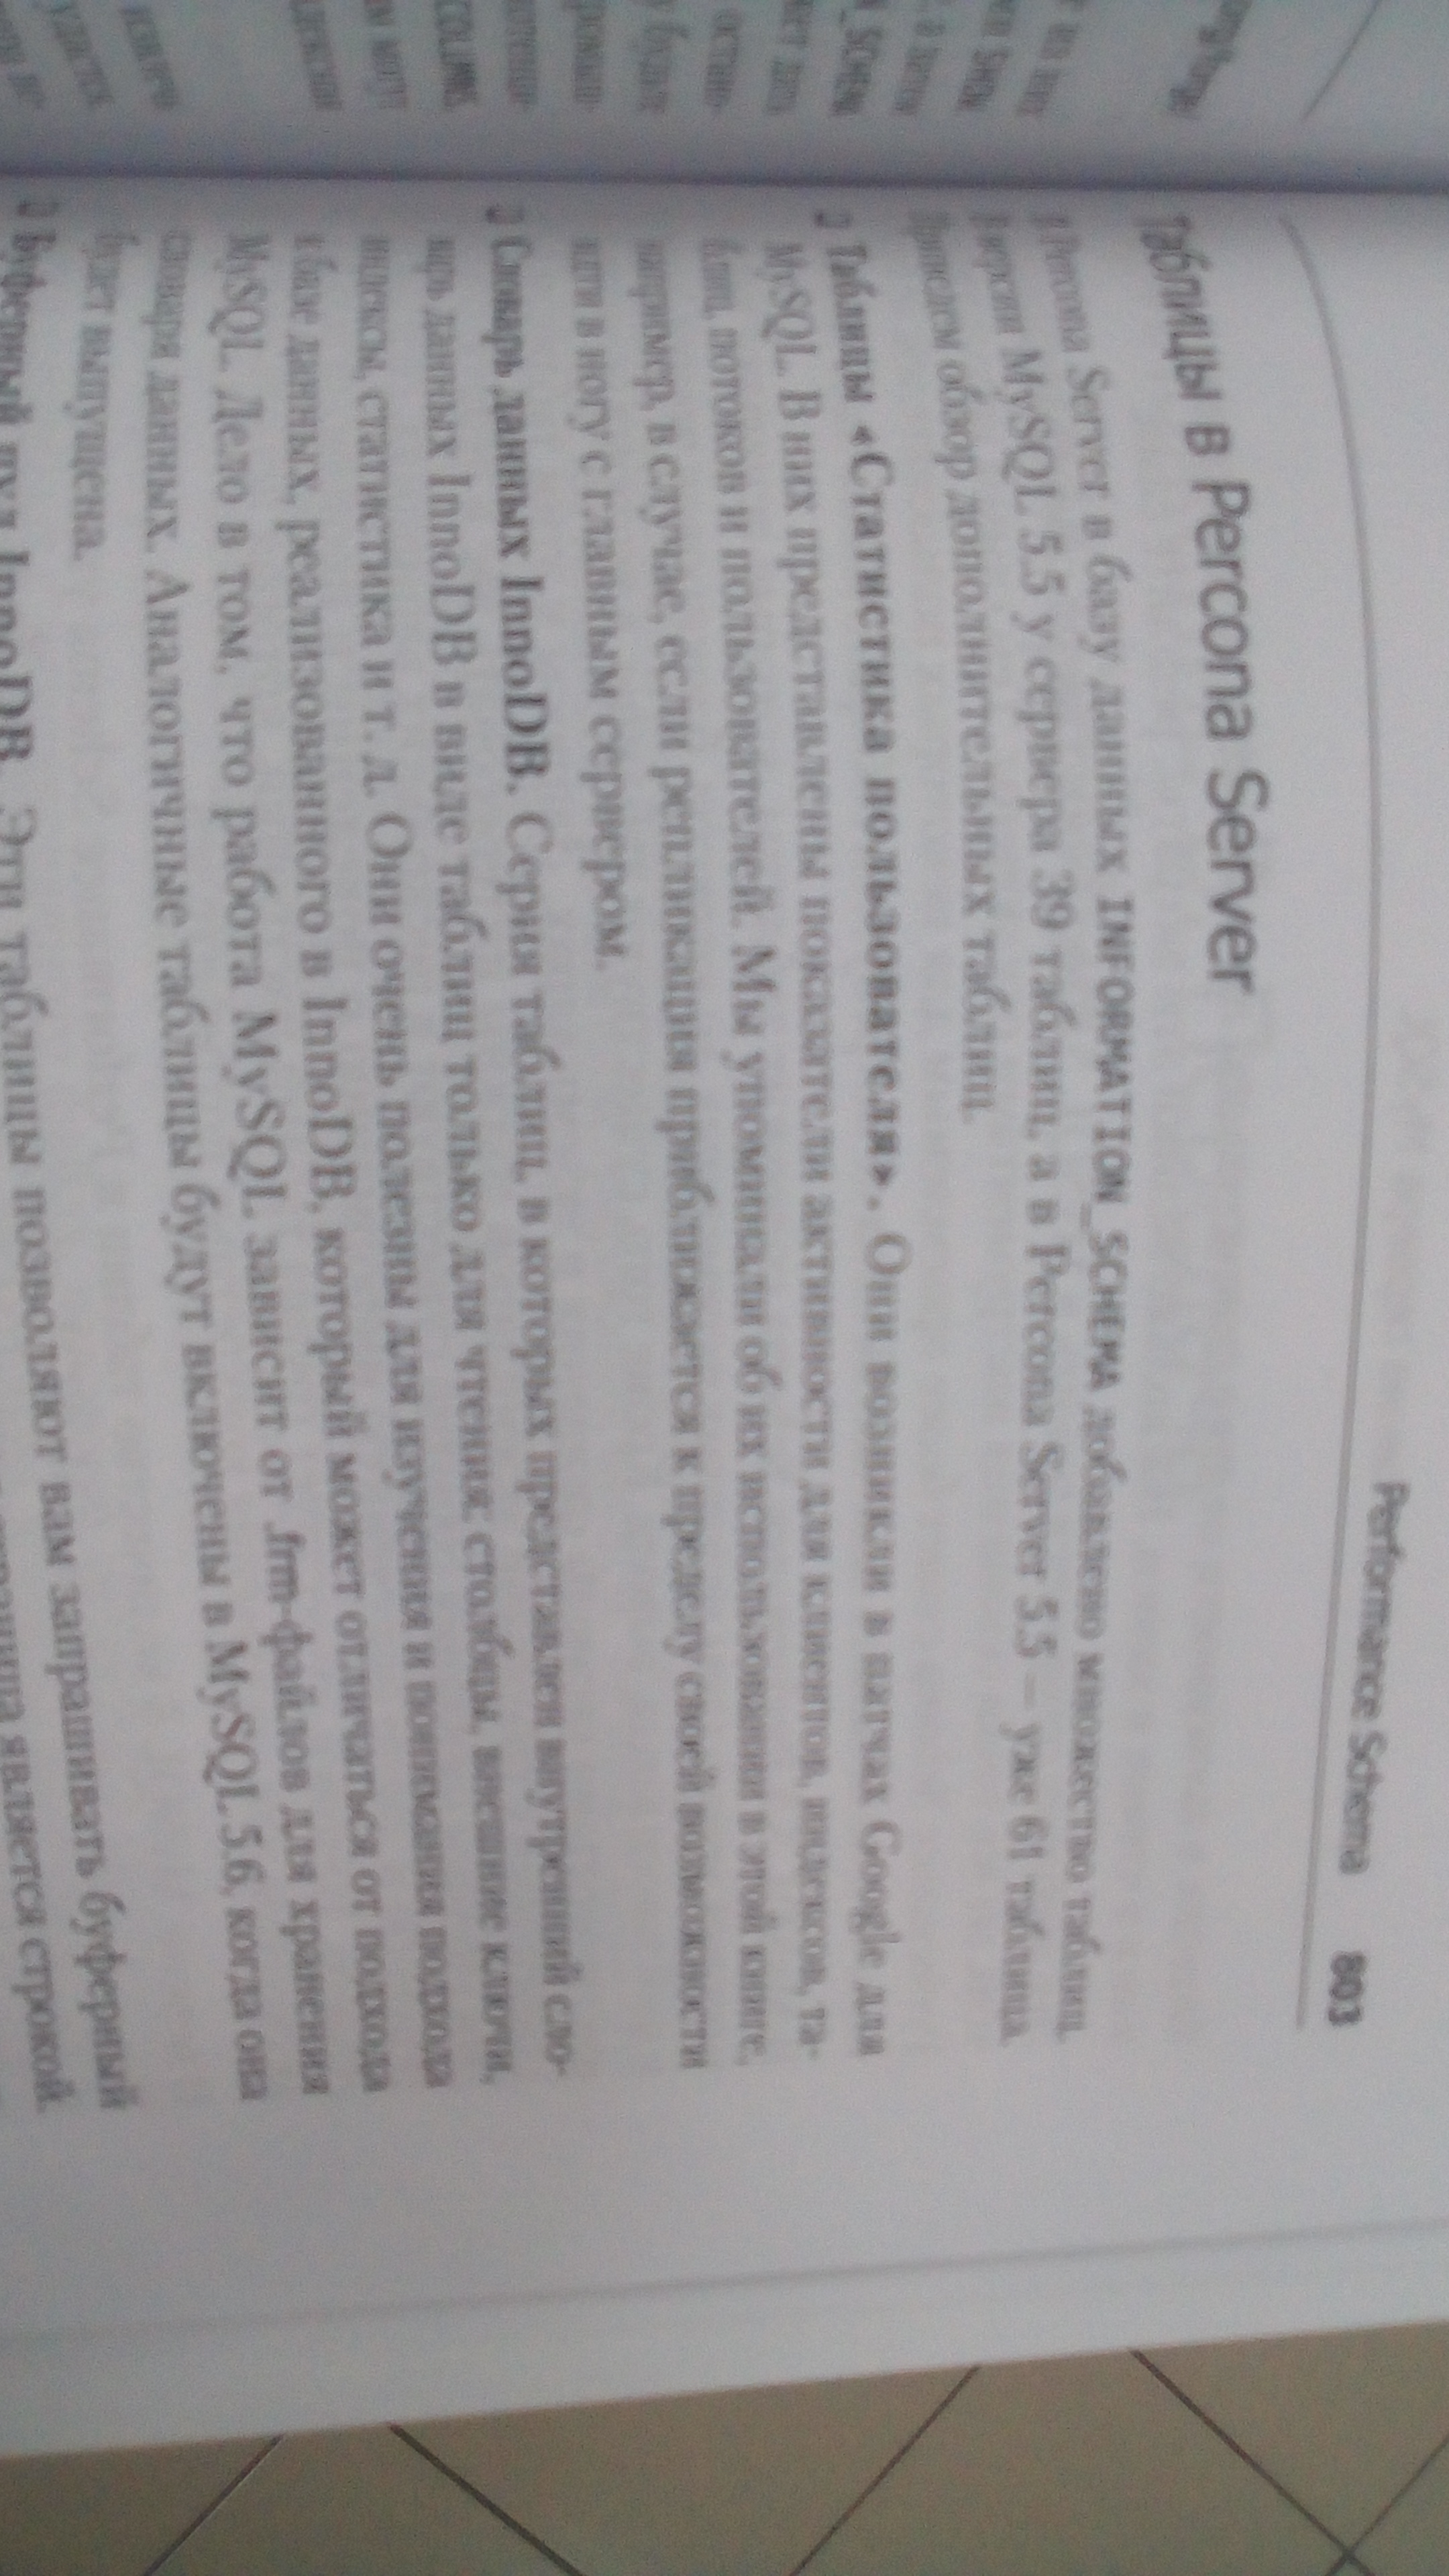 Performance Schema 803
Таблицы в Percona Server
В Percona Server в базу данных INFORMATION_SCHEMA добавлено множество таблиц.
В версии MySQL 5.5 у сервера 39 таблиц, а в Percona Server 5.5 — уже 61 таблица.
Приведем обзор дополнительных таблиц.
❑ Таблицы «Статистика пользователя». Они возникли в патчах Google для
MySQL. В них представлены показатели активности для клиентов, индексов, та-
блиц, потоков и пользователей. Мы упоминали об их использовании в этой книге,
например, в случае, если репликация приближается к пределу своей возможности
идти в ногу с главным сервером.
❑ Словарь данных InnoDB. Серия таблиц, в которых представлен внутренний сло-
варь данных InnoDB в виде таблиц только для чтения: столбцы, внешние ключи,
индексы, статистика и т. д. Они очень полезны для изучения и понимания подхода
к базе данных, реализованного в InnoDB, который может отличаться от подхода
MySQL. Дело в том, что работа MySQL зависит от .frm-файлов для хранения
словаря данных. Аналогичные таблицы будут включены в MySQL 5.6, когда она
будет выпущена.
❑ Буферный пул InnoDB. Эти таблицы позволяют вам запрашивать буферный
страница является строкой.